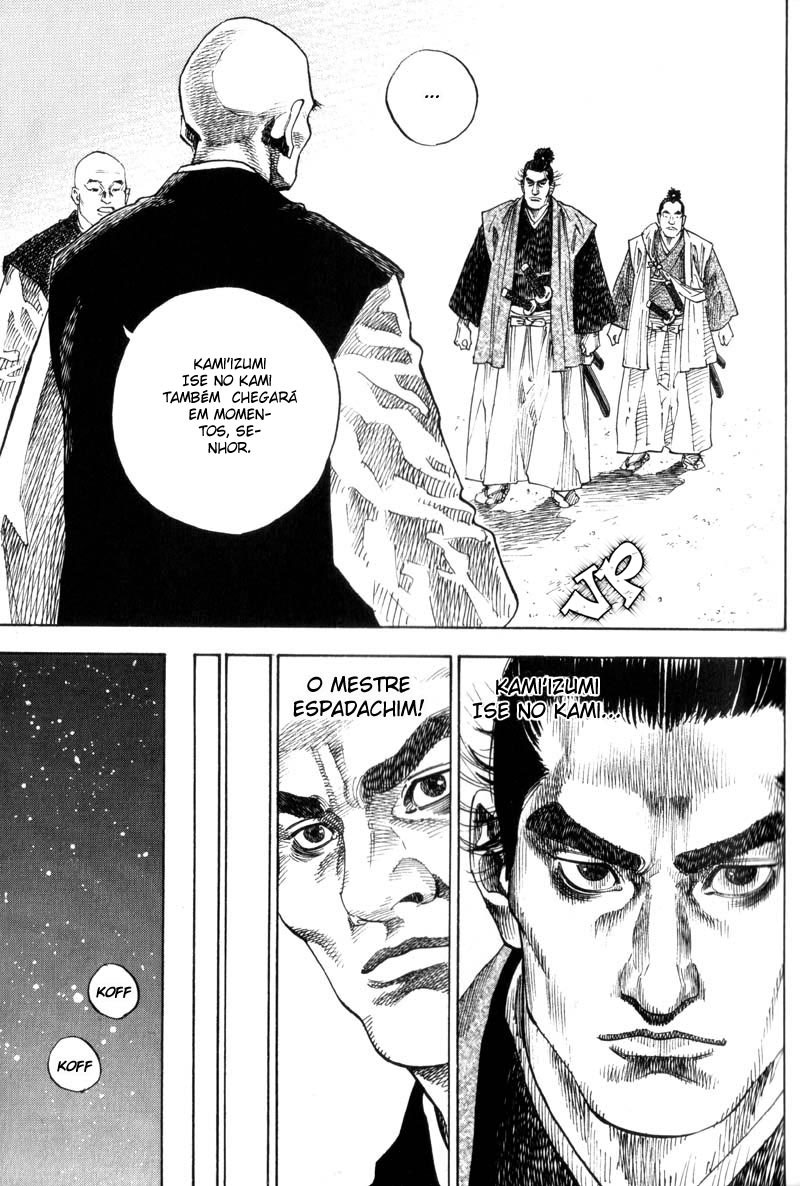 ...
KAMI'IZUMI
ISE NO KAMI
TAMBÉM CHEGARÁ
EM MOMEN-
TOS, SE-
NHOR.
VP
KAMI'IZUMI
ISE NO KAMI...
O MESTRE
ESPADACHIM!
KOFF
KOFF